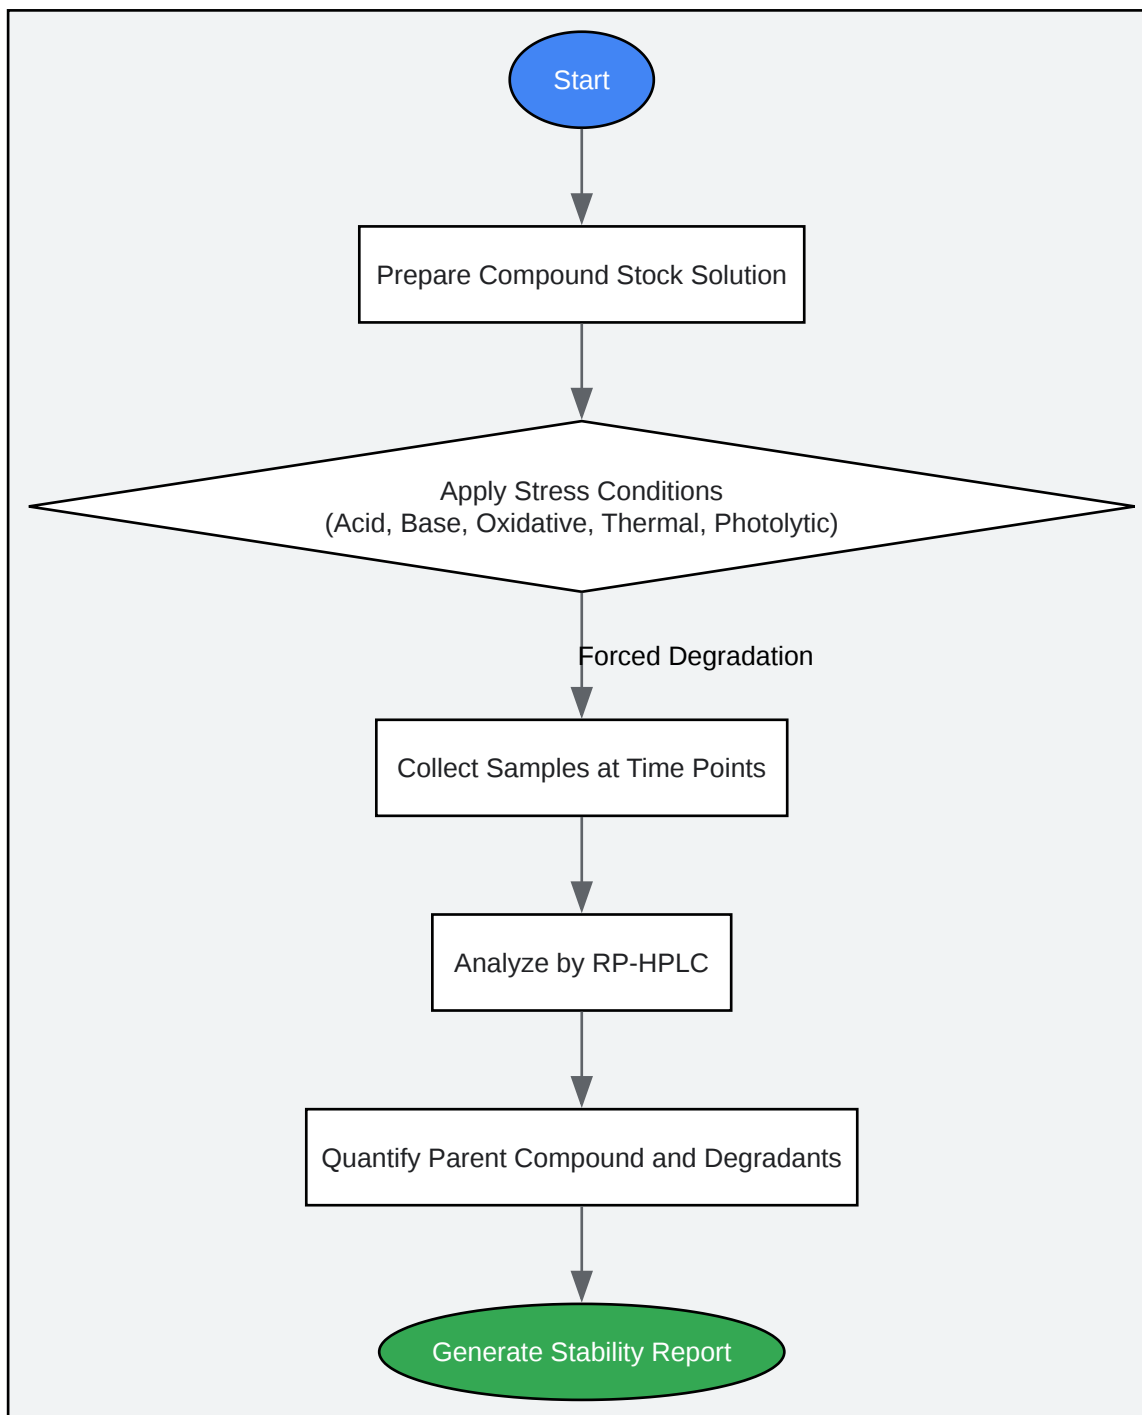 Start
Prepare Compound Stock Solution
Apply Stress Conditions
(Acid, Base, Oxidative, Thermal, Photolytic)
Forced Degradation
Collect Samples at Time Points
Analyze by RP-HPLC
Quantify Parent Compound and Degradants
Generate Stability Report